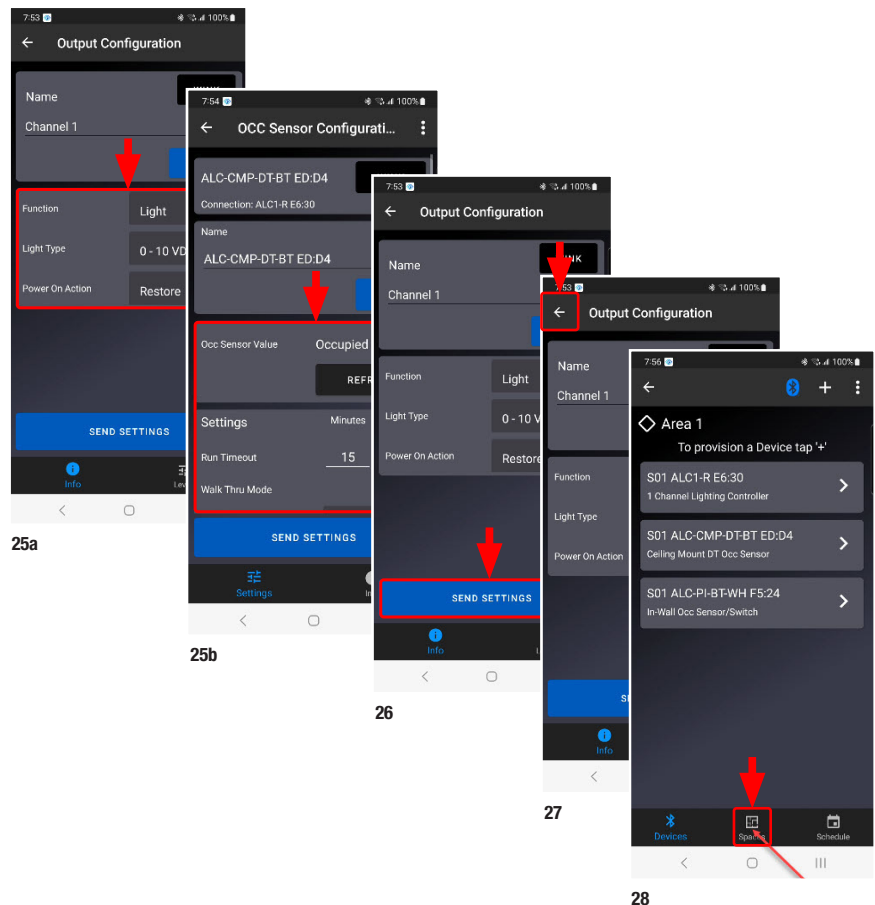 7:53 100%
Output Configuration
Name
Channel 1
Function Light
Light Type 0 - 10 VD
Power On Action Restore
SEND SETTINGS
Info
25a
7:54 100%
OCC Sensor Configurati...
ALC-CMP-DT-BT ED:D4
Connection: ALC1-R E6:30
Name
ALC-CMP-DT-BT ED:D4
Occ Sensor Value Occupied
REFR
Settings Minutes
Run Timeout 15
Walk Thru Mode
SEND SETTINGS
Settings
25b
7:53 100%
Output Configuration
Name
Channel 1
Function Light
Light Type 0 - 10 V
Power On Action Restore
SEND SETTINGS
Info
26
7:53 100%
Output Configuration
Name
Channel 1
Function
Light Type
Power On Action
Info
27
7:56 100%
Area 1
To provision a Device tap '+'
S01 ALC1-R E6:30
1 Channel Lighting Controller
S01 ALC-CMP-DT-BT ED:D4
Ceiling Mount DT Occ Sensor
S01 ALC-PI-BT-WH F5:24
In-Wall Occ Sensor/Switch
Devices Spaces Schedule
28